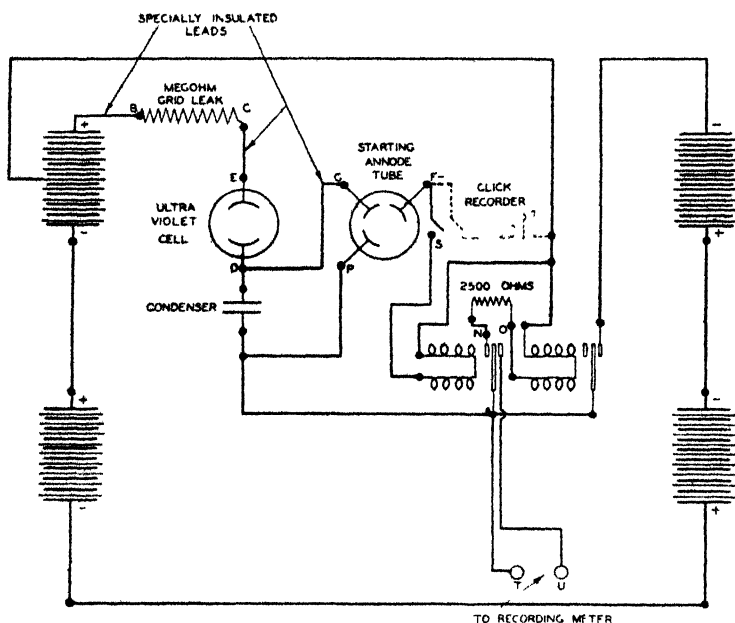 SPECIALLY INSULATED
LEADS
MEGOHM
GRID LEAK
B
C
+
-
E
G
STARTING
ANNODE
TUBE
F-
CLICK
RECORDER
ULTRA
VIOLET
CELL
D
P
S
-
+
CONDENSER
2500 OHMS
N
O
+
-
-
+
T
U
TO RECORDING METER